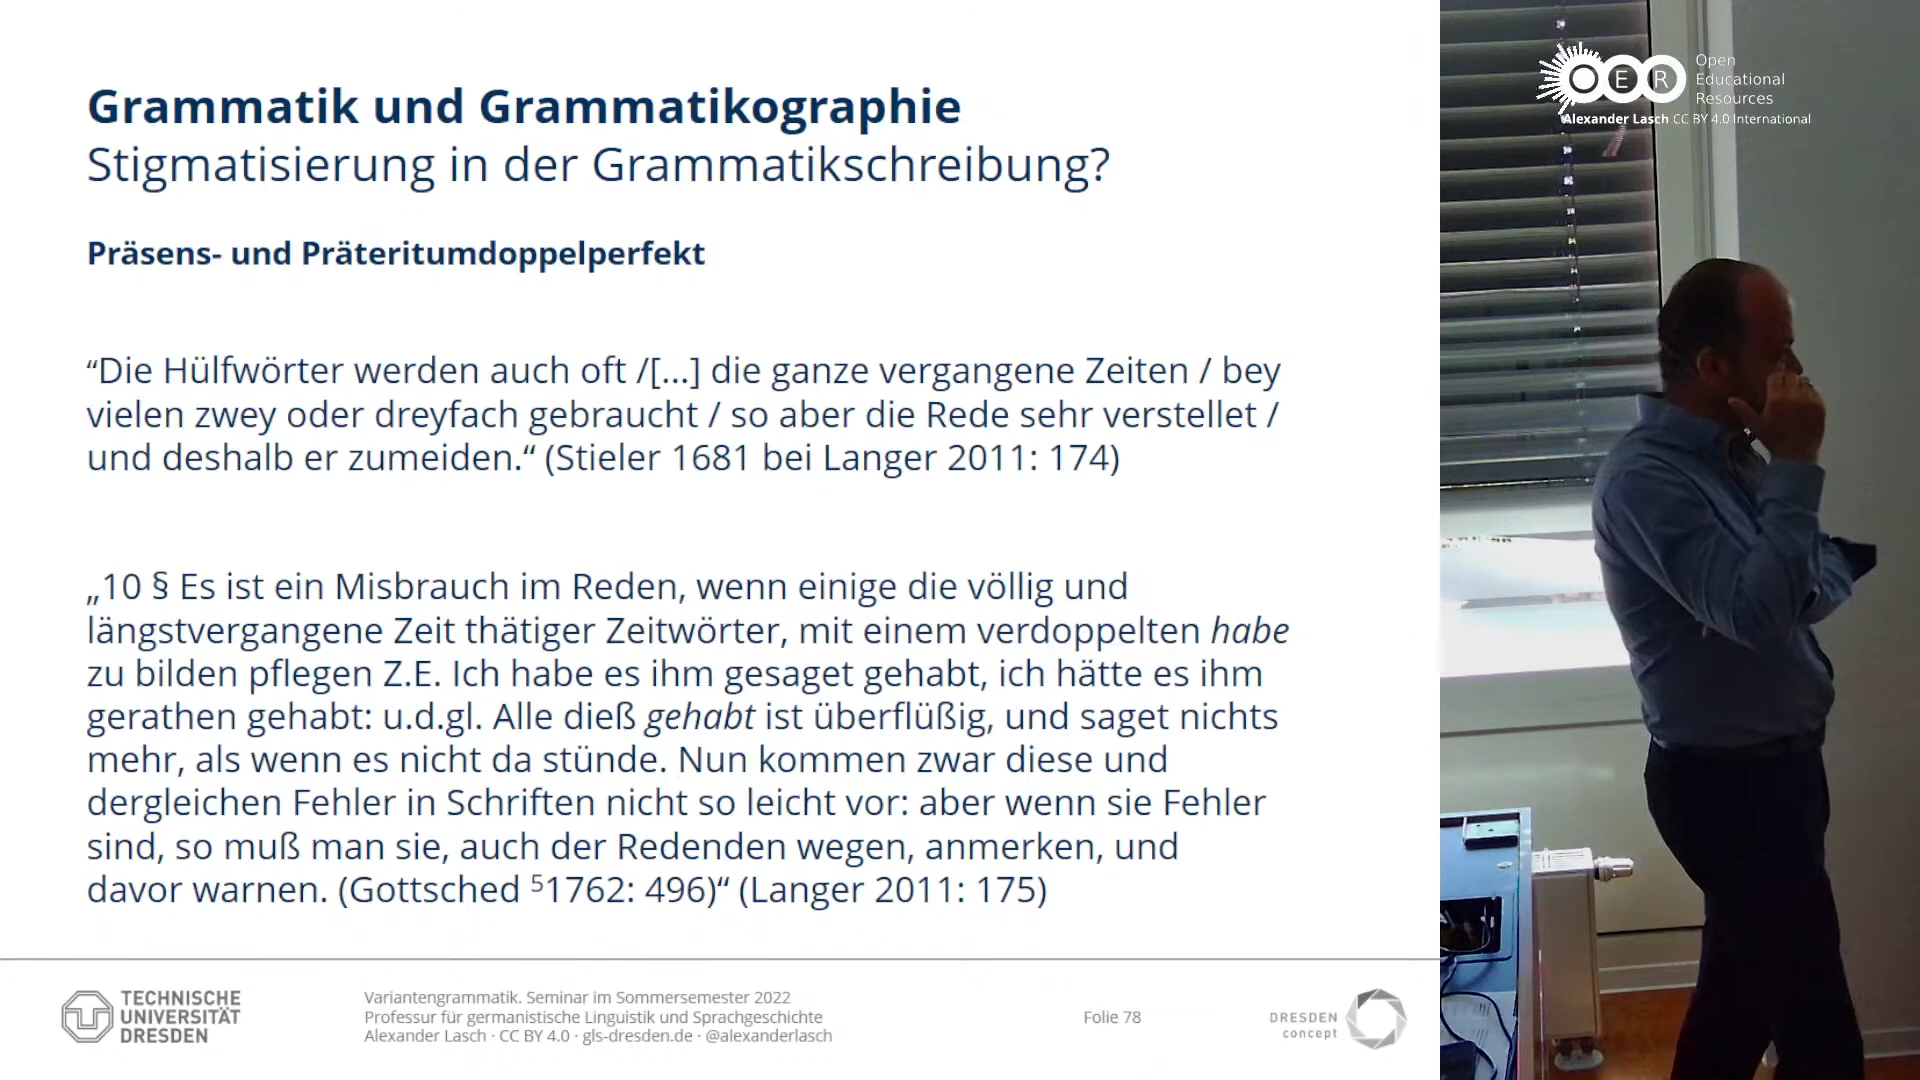 Grammatik und Grammatikographie
Stigmatisierung in der Grammatikschreibung?
Präsens- und Präteritumdoppelperfekt
“Die Hülfwörter werden auch oft /[…] die ganze vergangene Zeiten / bey
vielen zwey oder dreyfach gebraucht / so aber die Rede sehr verstellet /
und deshalb er zumeiden.“ (Stieler 1681 bei Langer 2011: 174)
„10 § Es ist ein Misbrauch im Reden, wenn einige die völlig und
längstvergangene Zeit thätiger Zeitwörter, mit einem verdoppelten habe
zu bilden pflegen Z.E. Ich habe es ihm gesaget gehabt, ich hätte es ihm
gerathen gehabt: u.d.gl. Alle dieß gehabt ist überflüßig, und saget nichts
mehr, als wenn es nicht da stünde. Nun kommen zwar diese und
dergleichen Fehler in Schriften nicht so leicht vor: aber wenn sie Fehler
sind, so muß man sie, auch der Redenden wegen, anmerken, und
davor warnen. (Gottsched ⁵1762: 496)“ (Langer 2011: 175)
TECHNISCHE
UNIVERSITÄT
DRESDEN
Variantengrammatik. Seminar im Sommersemester 2022
Professur für germanistische Linguistik und Sprachgeschichte
Alexander Lasch · CC BY 4.0 · gls-dresden.de · @alexanderlasch
Folie 78
DRESDEN
concept
OER
Open
Educational
Resources
Alexander Lasch CC BY 4.0 International